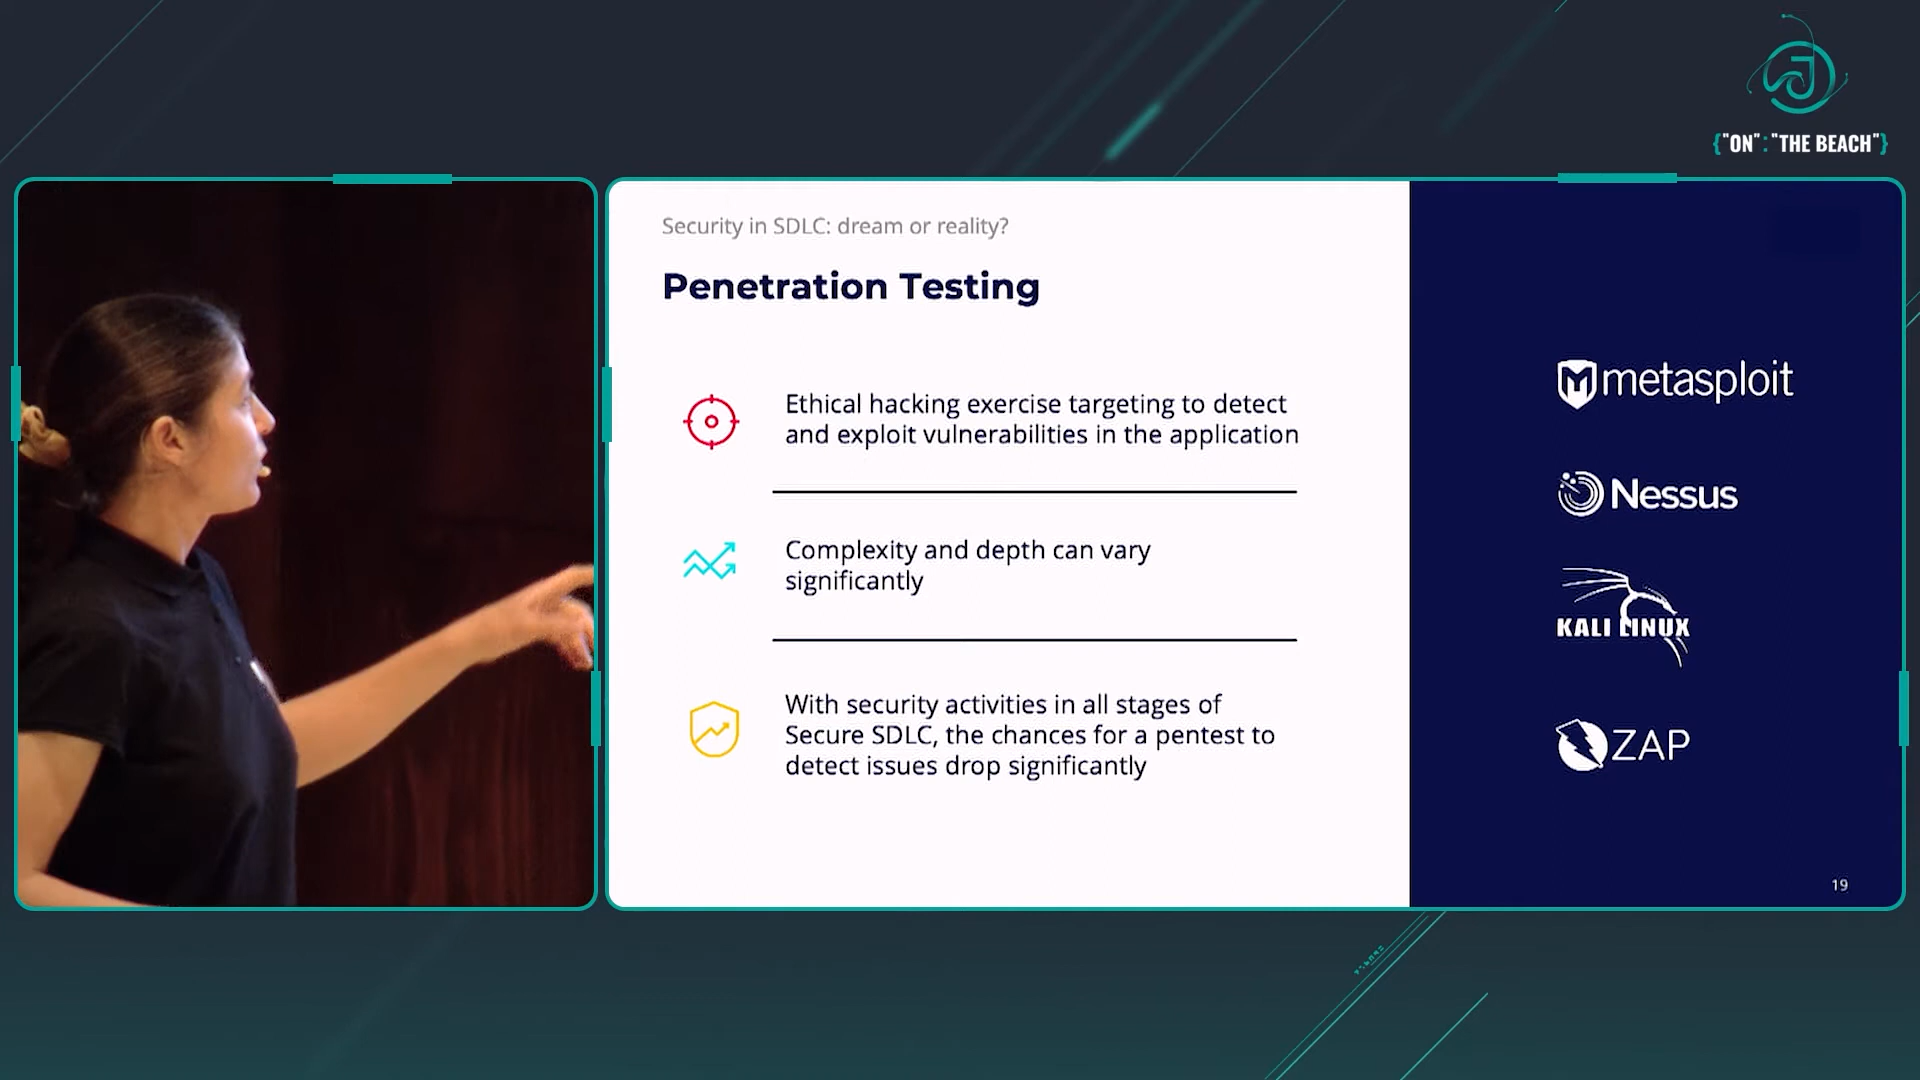 {"ON":"THE BEACH"}
Security in SDLC: dream or reality?
Penetration Testing
Ethical hacking exercise targeting to detect
and exploit vulnerabilities in the application
Complexity and depth can vary
significantly
With security activities in all stages of
Secure SDLC, the chances for a pentest to
detect issues drop significantly
metasploit
Nessus
KALI LINUX
ZAP
19